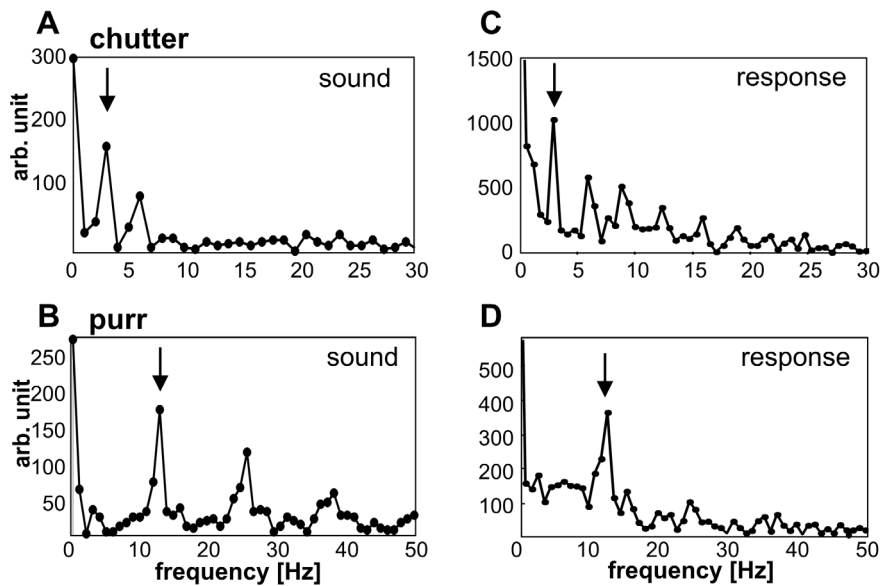 A
chutter
sound
arb. unit
300
200
100
0 5 10 15 20 25 30
C
response
1500
1000
500
0
0 5 10 15 20 25 30
B
purr
sound
arb. unit
250
200
150
100
50
0 10 20 30 40 50
frequency [Hz]
D
response
500
400
300
200
100
0 10 20 30 40 50
frequency [Hz]